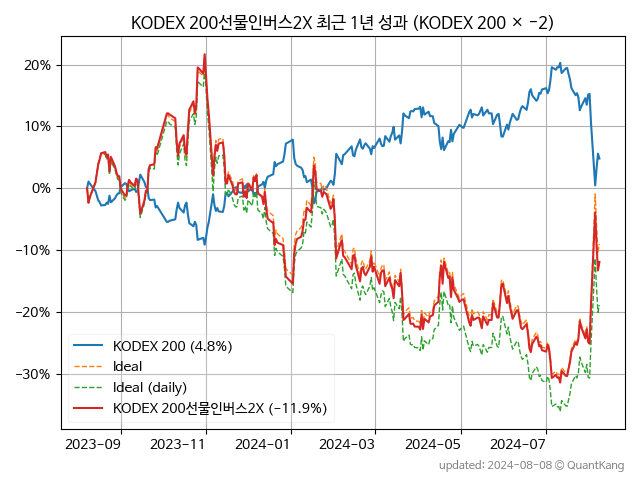 KODEX 200선물인버스2X 최근 1년 성과 (KODEX 200 × −2)
20%
10%
0%
−10%
−20%
−30%
KODEX 200 (4.8%)
Ideal
Ideal (daily)
KODEX 200선물인버스2X (−11.9%)
2023-09
2023-11
2024-01
2024-03
2024-05
2024-07
updated: 2024-08-08 © QuantKang